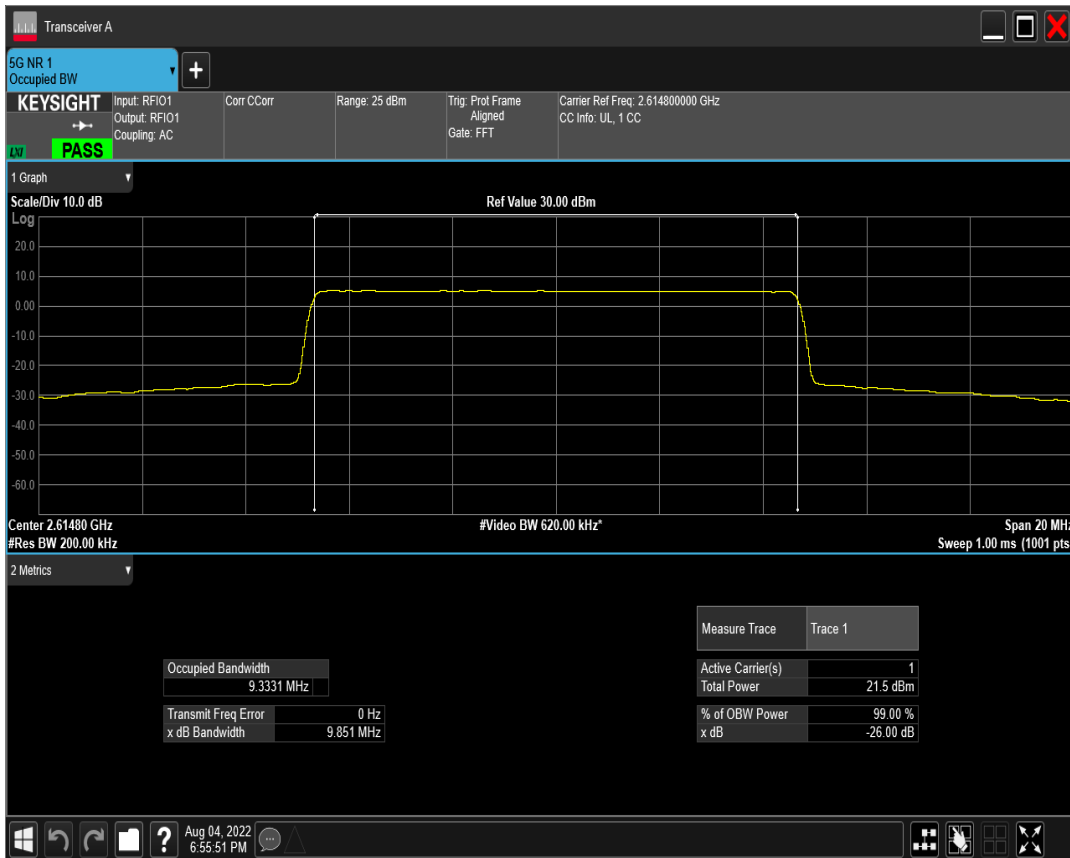 Transceiver A
5G NR 1
Occupied BW
+
KEYSIGHT
LXI
PASS
Input: RFIO1
Output: RFIO1
Coupling: AC
Corr CCorr
Range: 25 dBm
Trig: Prot Frame
Aligned
Gate: FFT
Carrier Ref Freq: 2.614800000 GHz
CC Info: UL, 1 CC
1 Graph
Scale/Div 10.0 dB
Ref Value 30.00 dBm
Log
20.0
10.0
0.00
-10.0
-20.0
-30.0
-40.0
-50.0
-60.0
Center 2.61480 GHz
#Video BW 620.00 kHz*
Span 20 MHz
#Res BW 200.00 kHz
Sweep 1.00 ms (1001 pts
2 Metrics
Measure Trace Trace 1
Occupied Bandwidth
9.3331 MHz
Active Carrier(s) 1
Total Power 21.5 dBm
Transmit Freq Error 0 Hz
x dB Bandwidth 9.851 MHz
% of OBW Power 99.00 %
x dB -26.00 dB
?
Aug 04, 2022
6:55:51 PM